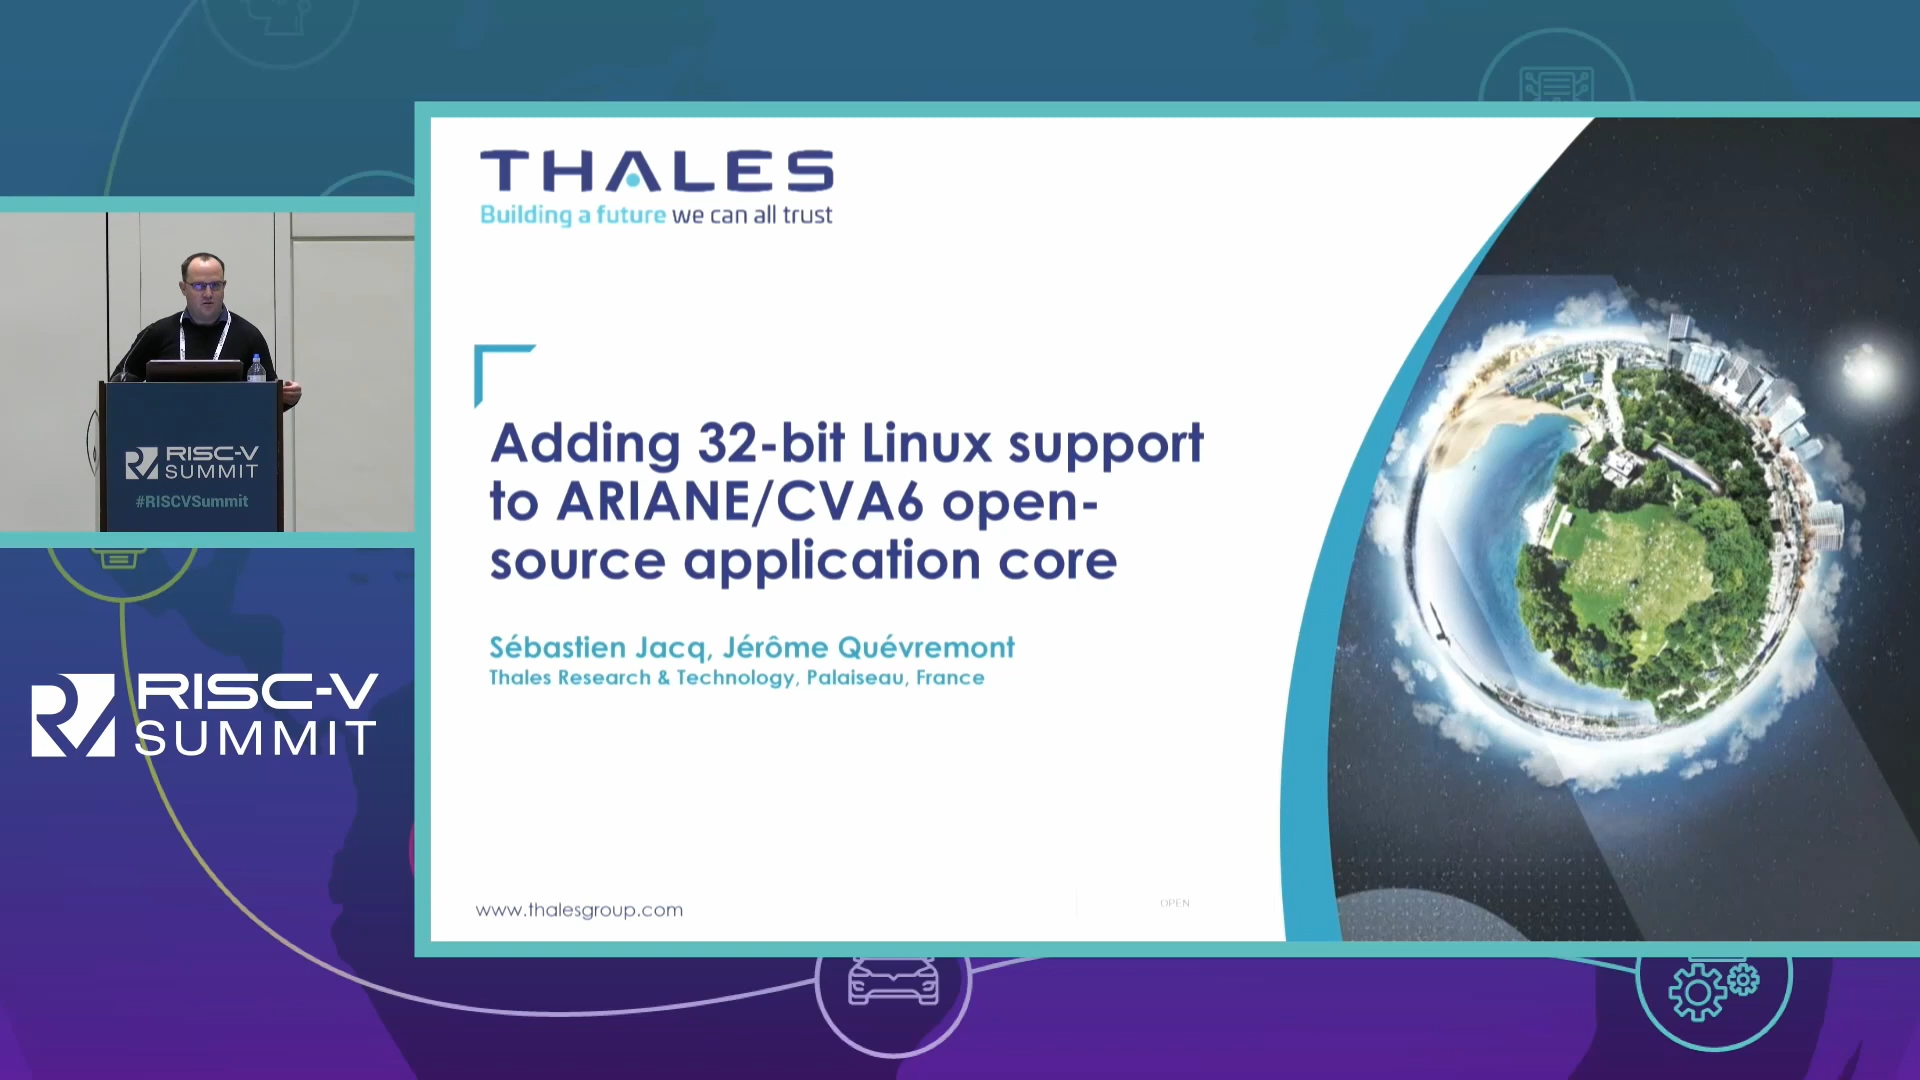 THALES
Building a future we can all trust
Adding 32-bit Linux support
to ARIANE/CVA6 open-
source application core
Sébastien Jacq, Jérôme Quévremont
Thales Research & Technology, Palaiseau, France
www.thalesgroup.com
OPEN
RISC-V
SUMMIT
#RISCVSummit
RISC-V
SUMMIT